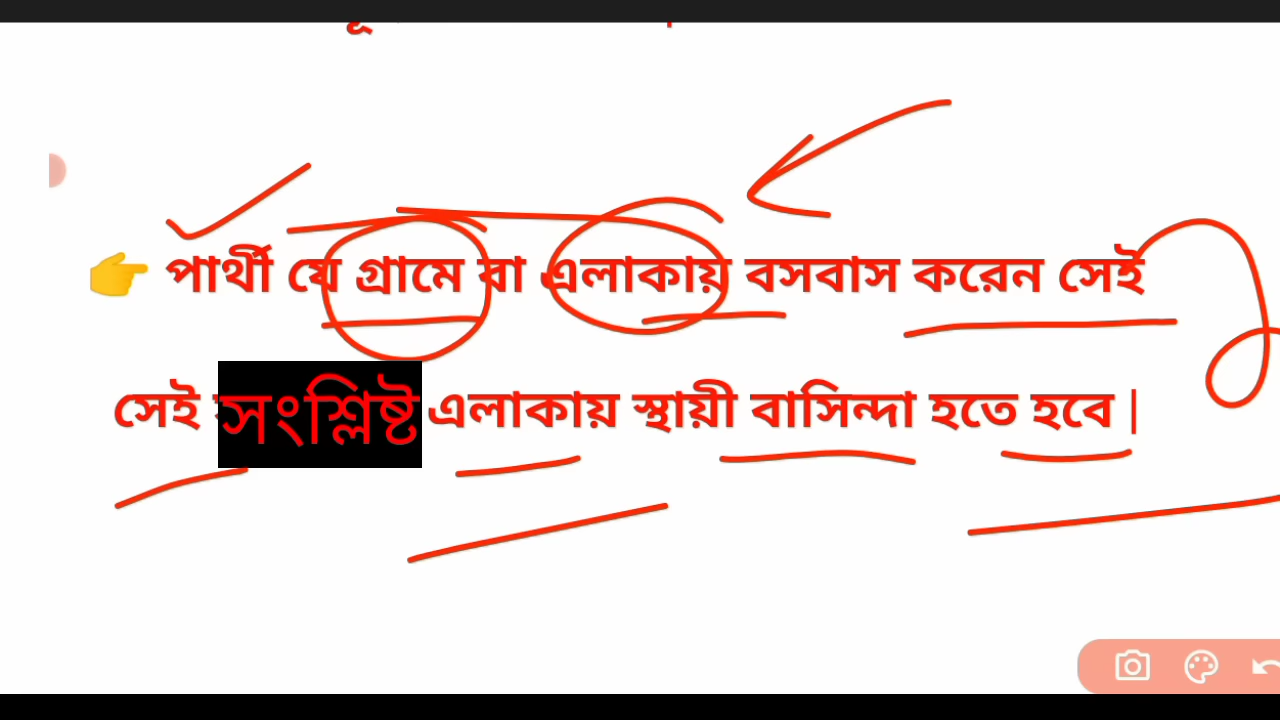 👉 পার্থী যে গ্রামে বা এলাকায় বসবাস করেন সেই
সেই সংশ্লিষ্ট এলাকায় স্থায়ী বাসিন্দা হতে হবে |